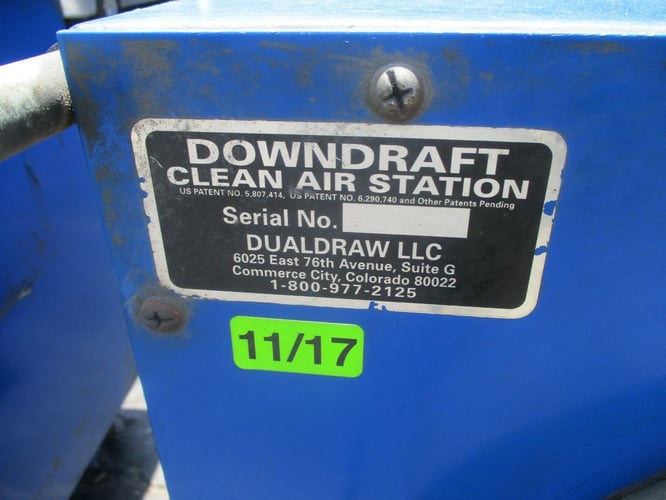 DOWNDRAFT
CLEAN AIR STATION
US PATENT NO. 5,807,414, US PATENT NO. 6,290,740 and Other Patents Pending
Serial No.
DUALDRAW LLC
6025 East 76th Avenue, Suite G
Commerce City, Colorado 80022
1-800-977-2125
11/17